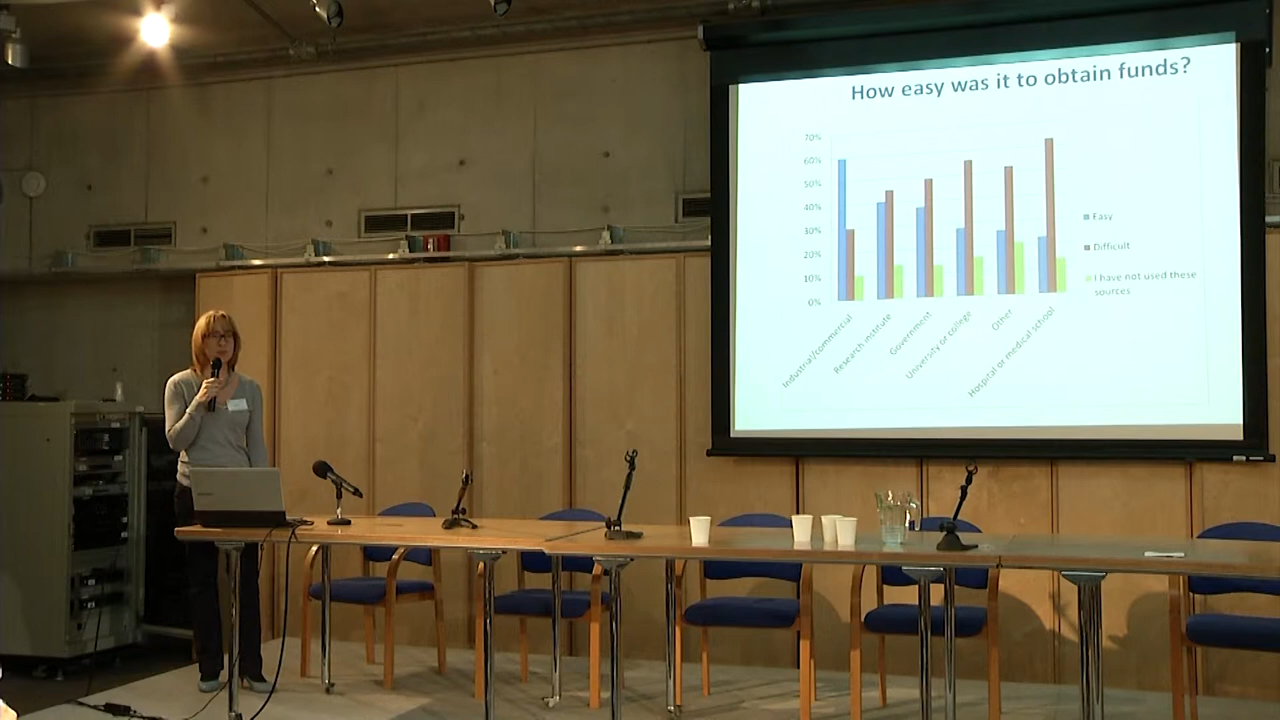 How easy was it to obtain funds?
70%
60%
50%
40%
30%
20%
10%
0%
Industrial/commercial
Research institute
Government
University or college
Other
Hospital or medical school
Easy
Difficult
I have not used these
sources